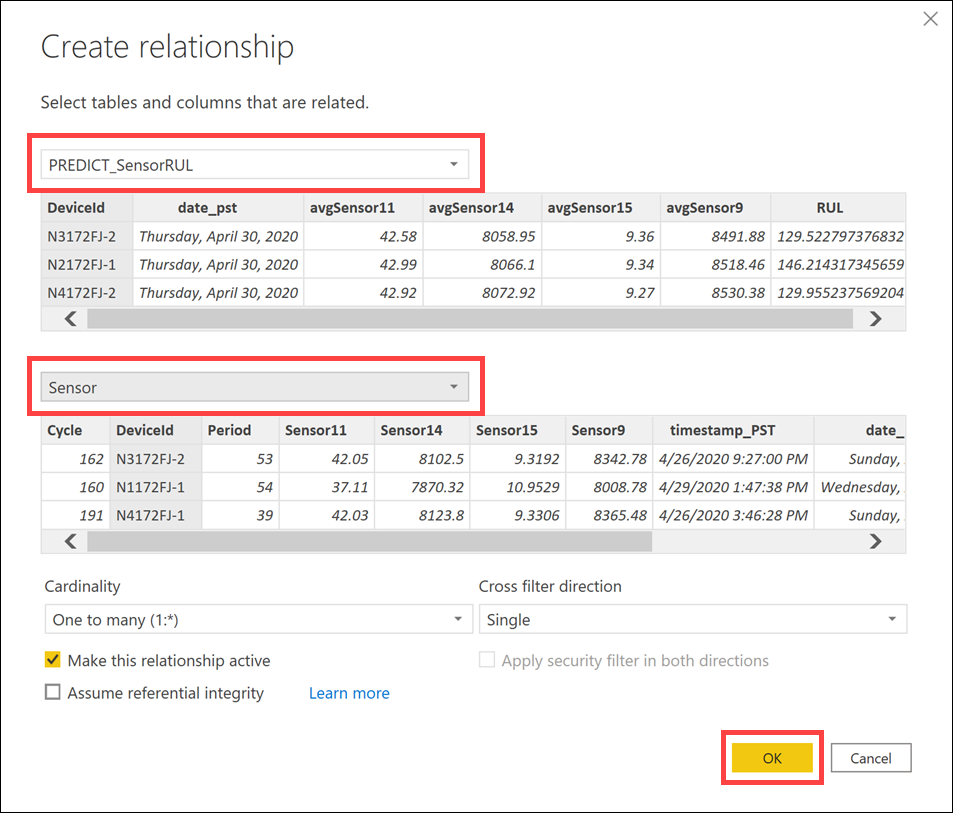 Create relationship
Select tables and columns that are related.
PREDICT_SensorRUL
DeviceId date_pst avgSensor11 avgSensor14 avgSensor15 avgSensor9 RUL
N3172FJ-2 Thursday, April 30, 2020 42.58 8058.95 9.36 8491.88 129.522797376832
N2172FJ-1 Thursday, April 30, 2020 42.99 8066.1 9.34 8518.46 146.214317345659
N4172FJ-2 Thursday, April 30, 2020 42.92 8072.92 9.27 8530.38 129.955237569204
Sensor
Cycle DeviceId Period Sensor11 Sensor14 Sensor15 Sensor9 timestamp_PST date_
162 N3172FJ-2 53 42.05 8102.5 9.3192 8342.78 4/26/2020 9:27:00 PM Sunday,
160 N1172FJ-1 54 37.11 7870.32 10.9529 8008.78 4/29/2020 1:47:38 PM Wednesday,
191 N4172FJ-1 39 42.03 8123.8 9.3306 8365.48 4/26/2020 3:46:28 PM Sunday,
Cardinality Cross filter direction
One to many (1:*) Single
Make this relationship active Apply security filter in both directions
Assume referential integrity Learn more
OK Cancel